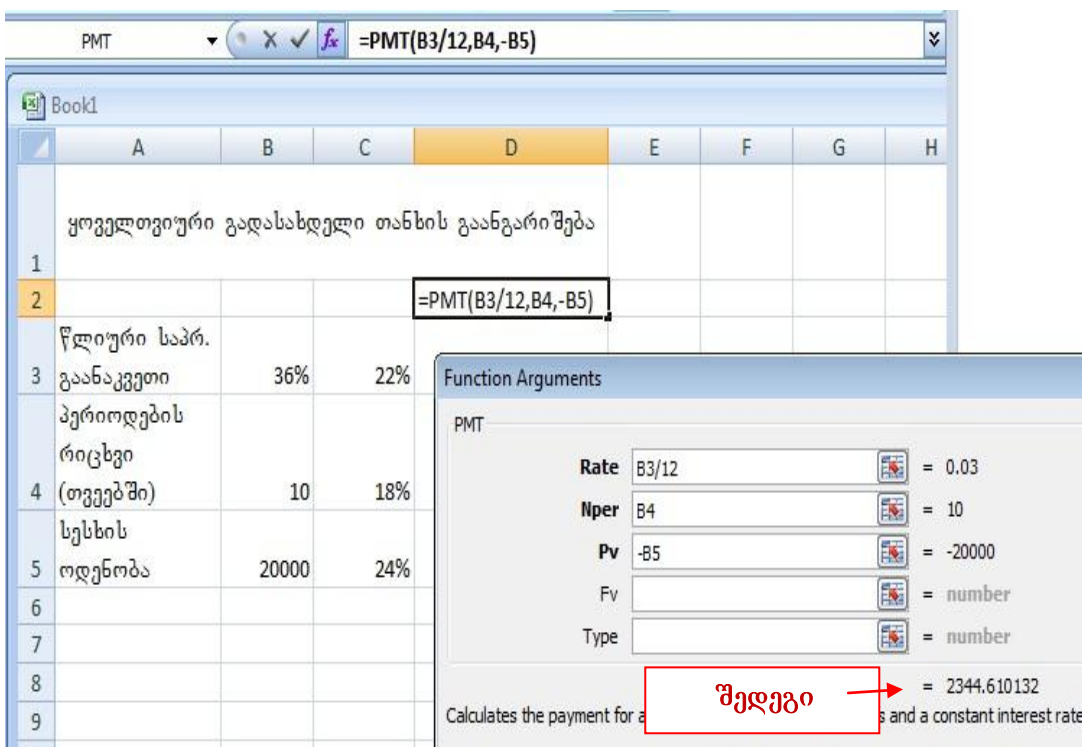 PMT =PMT(B3/12,B4,-B5)
Book1
A B C D E F G H
1 ყოველთვიური გადასახდელი თანხის გაანგარიშება
2 =PMT(B3/12,B4,-B5)
წლიური საპრ.
3 გაანაკვეთი 36% 22%
პერიოდების
რიცხვი
4 (თვეებში) 10 18%
სესხის
5 ოდენობა 20000 24%
6
7
8
9
Function Arguments
PMT
Rate B3/12 = 0.03
Nper B4 = 10
Pv -B5 = -20000
Fv = number
Type = number
შედეგი = 2344.610132
Calculates the payment for a s and a constant interest rate